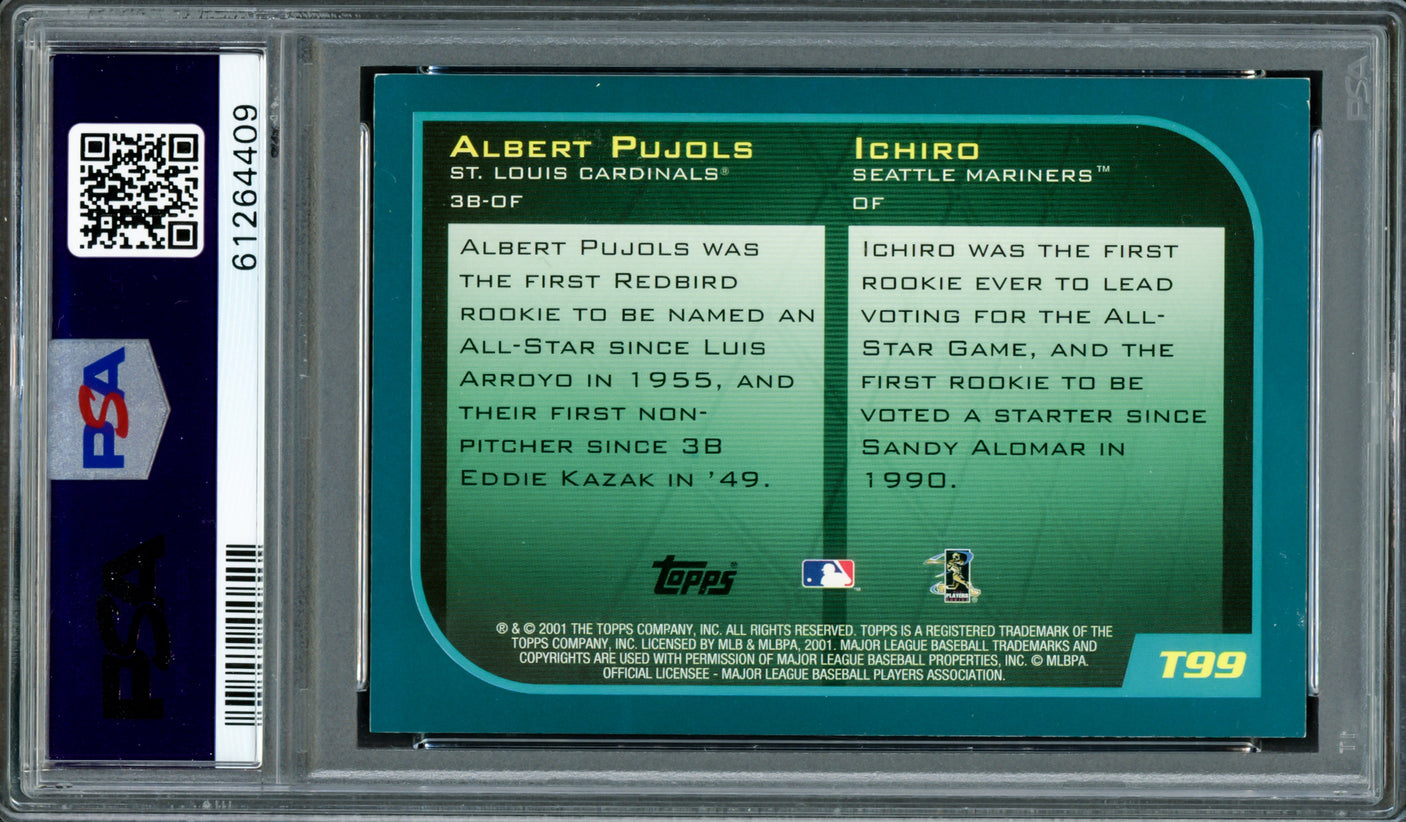 61264409
PSA
PSA
PSA
ALBERT PUJOLS
ST. LOUIS CARDINALS®
3B-OF
ALBERT PUJOLS WAS
THE FIRST REDBIRD
ROOKIE TO BE NAMED AN
ALL-STAR SINCE LUIS
ARROYO IN 1955, AND
THEIR FIRST NON-
PITCHER SINCE 3B
EDDIE KAZAK IN '49.
ICHIRO
SEATTLE MARINERS™
OF
ICHIRO WAS THE FIRST
ROOKIE EVER TO LEAD
VOTING FOR THE ALL-
STAR GAME, AND THE
FIRST ROOKIE TO BE
VOTED A STARTER SINCE
SANDY ALOMAR IN
1990.
Topps®
PLAYERS
® & © 2001 THE TOPPS COMPANY, INC. ALL RIGHTS RESERVED. TOPPS IS A REGISTERED TRADEMARK OF THE
TOPPS COMPANY, INC. LICENSED BY MLB & MLBPA, 2001. MAJOR LEAGUE BASEBALL TRADEMARKS AND
COPYRIGHTS ARE USED WITH PERMISSION OF MAJOR LEAGUE BASEBALL PROPERTIES, INC. © MLBPA.
OFFICIAL LICENSEE - MAJOR LEAGUE BASEBALL PLAYERS ASSOCIATION.
T99